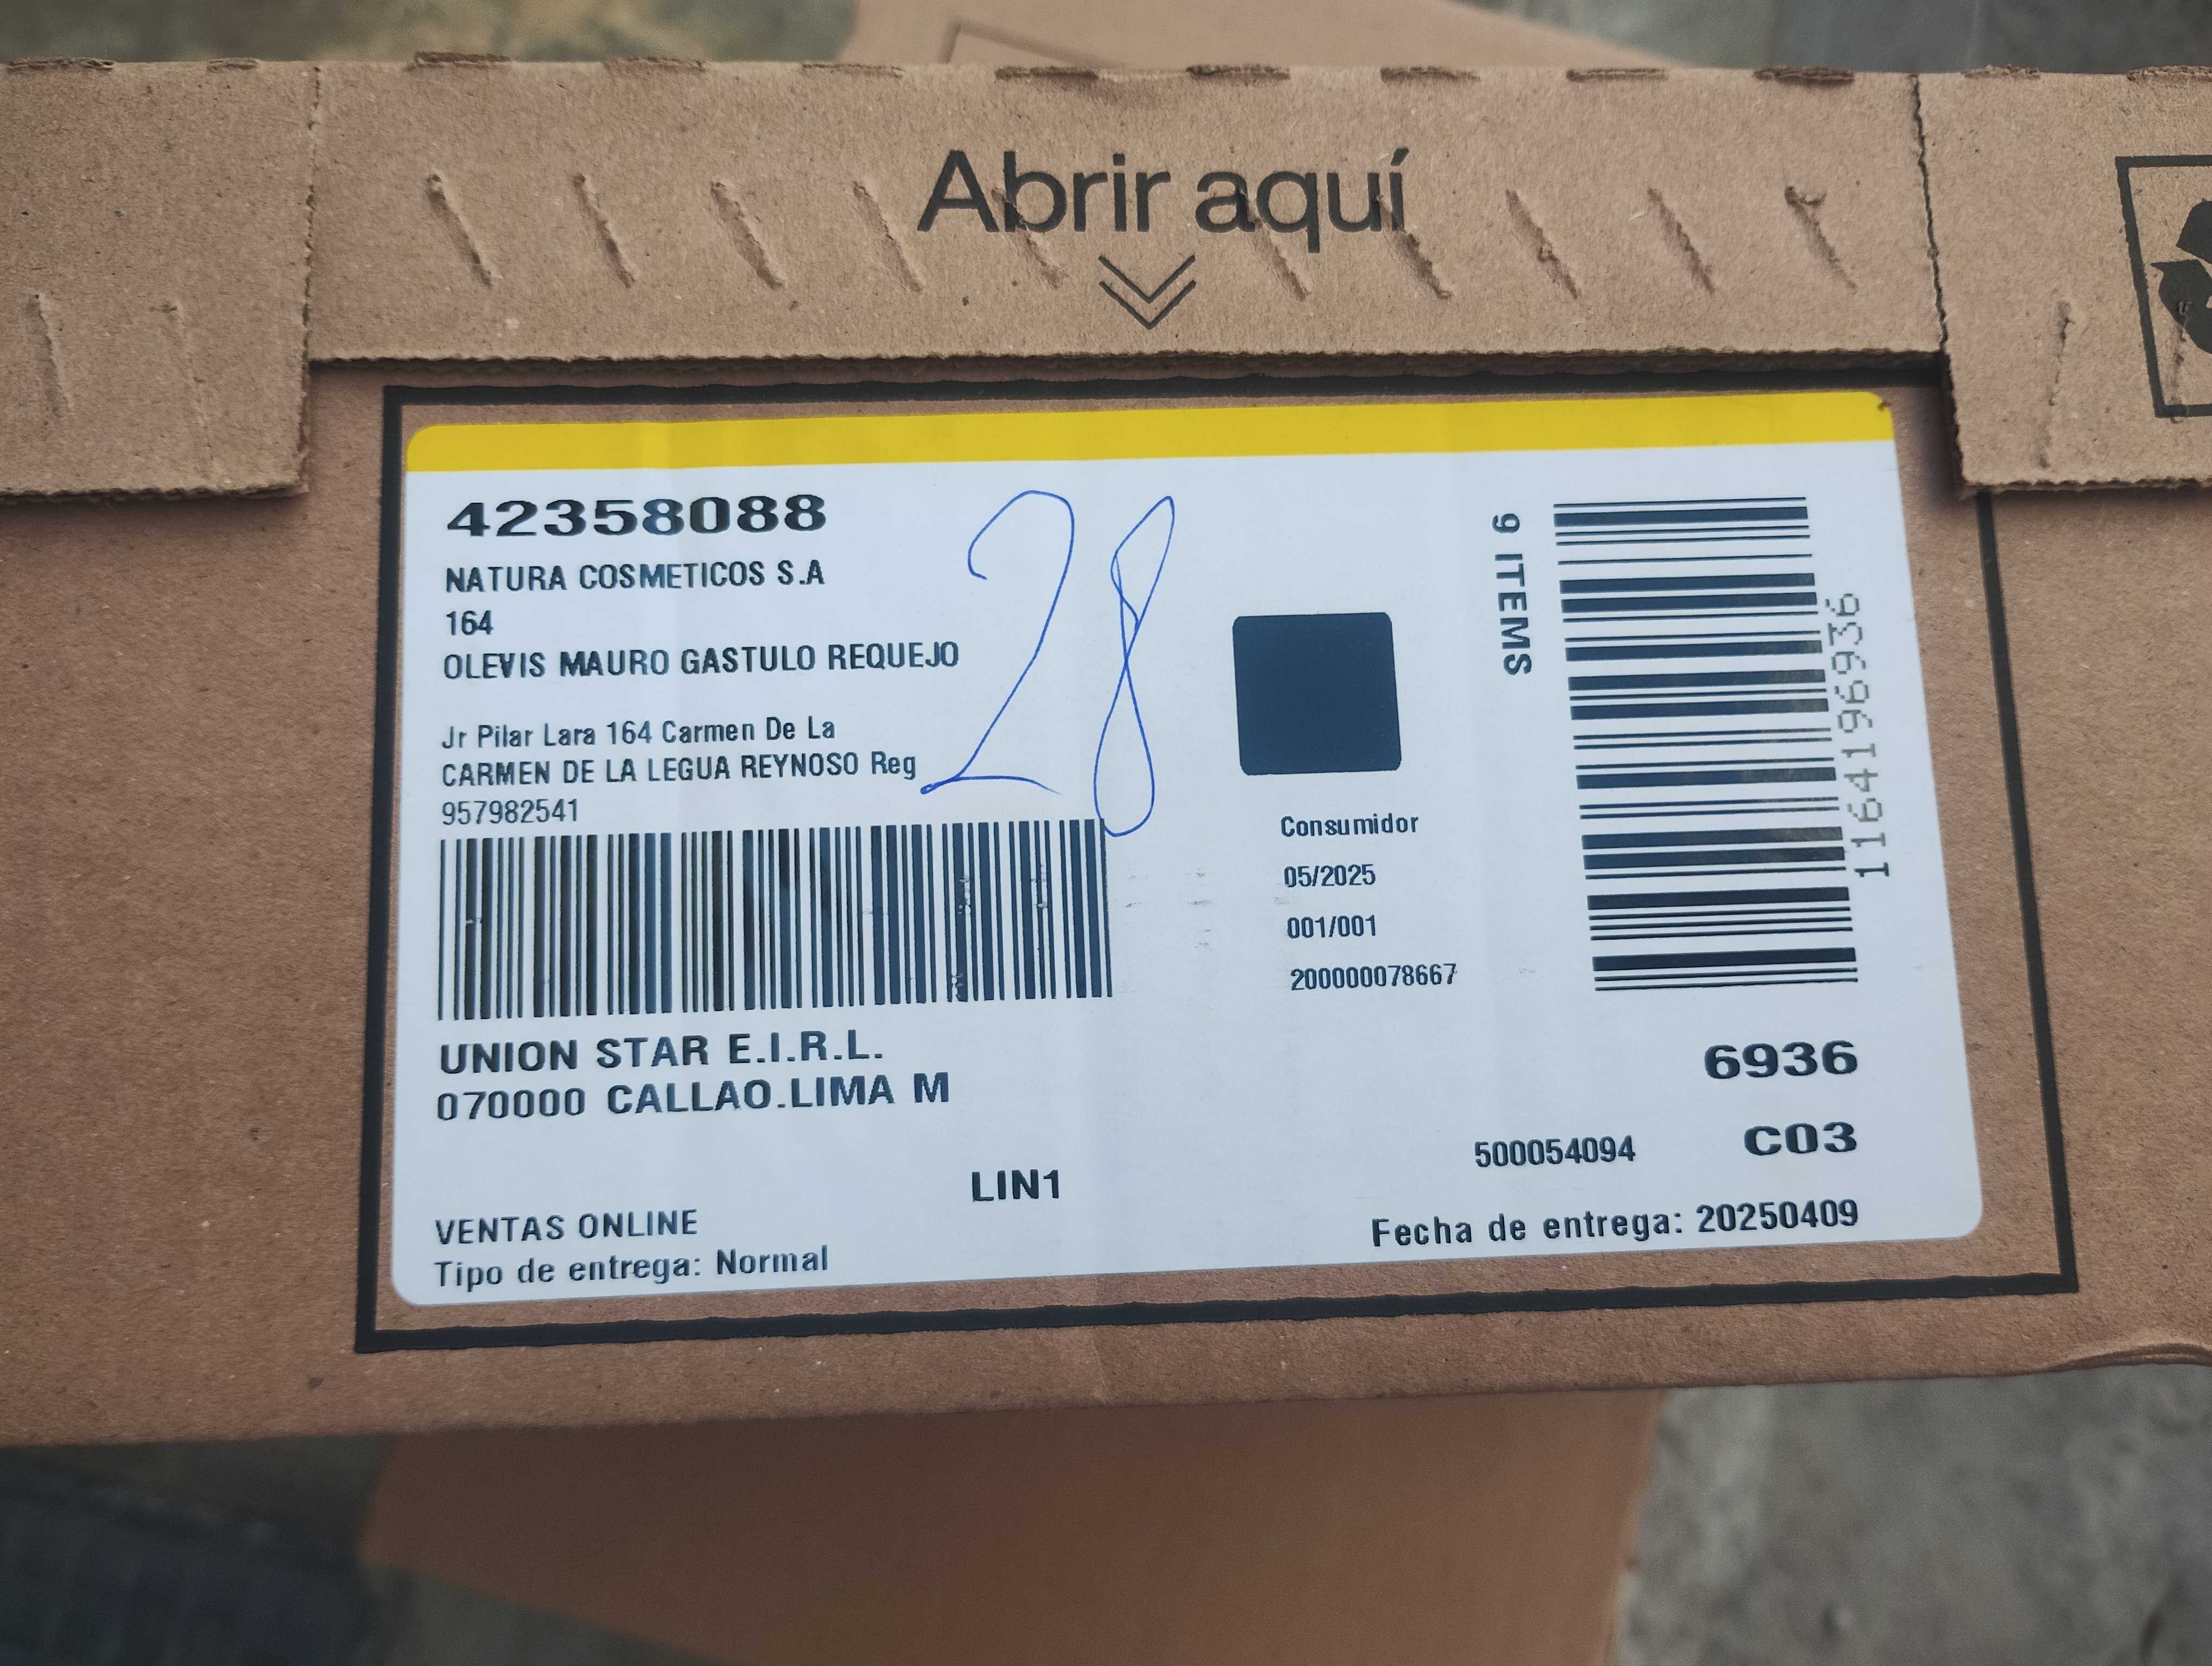 Abrir aquí
42358088
NATURA COSMETICOS S.A
164
OLEVIS MAURO GASTULO REQUEJO
28
Jr Pilar Lara 164 Carmen De La
CARMEN DE LA LEGUA REYNOSO Reg
957982541
UNION STAR E.I.R.L.
070000 CALLAO.LIMA M
LIN1
VENTAS ONLINE
Tipo de entrega: Normal
Consumidor
05/2025
001/001
200000078667
9 ITEMS
1164196936
6936
500054094 C03
Fecha de entrega: 20250409